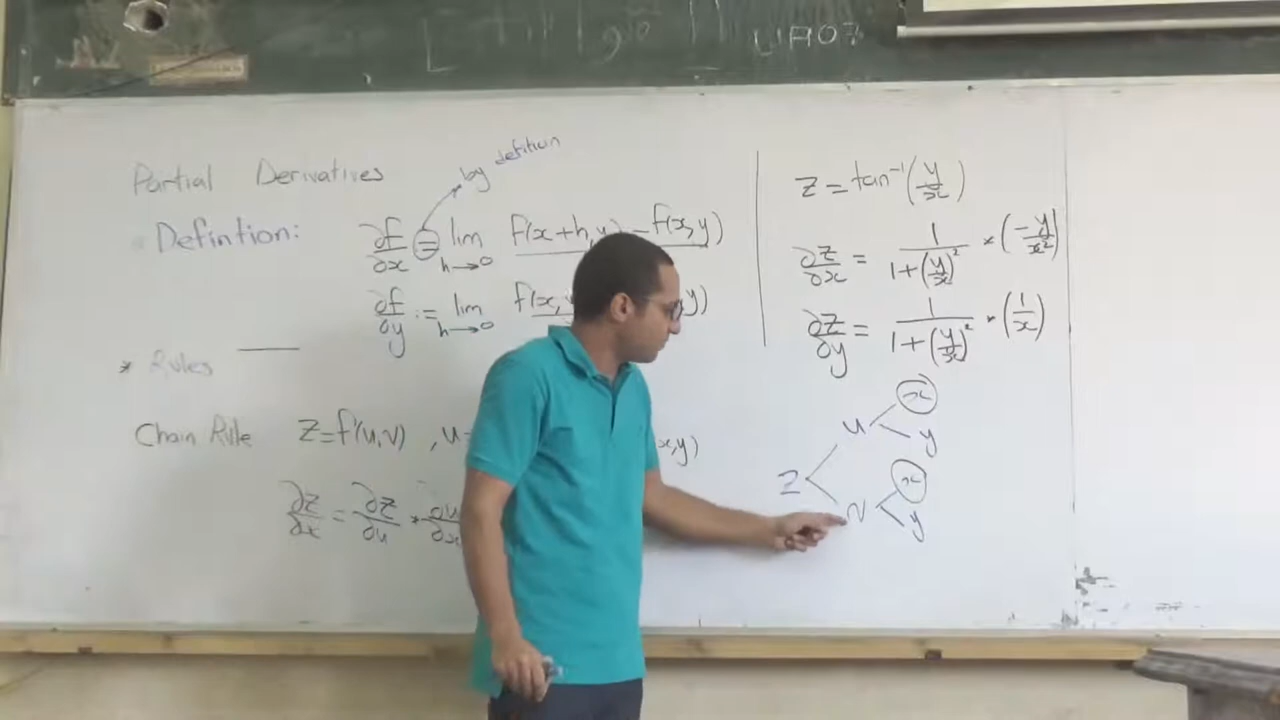 Partial Derivatives
by defition
Defintion: ∂f/∂x = lim h→0 f(x+h,y) - f(x,y)
∂f/∂y := lim h→0 f(x, y)
* Rules
Chain Rule Z=f(u,v) , u= x,y)
∂z/∂x = ∂z/∂u * ∂u/∂x
Z = tan⁻¹(y/x)
∂z/∂x = 1/(1+(y/x)²) * (-y/x²)
∂z/∂y = 1/(1+(y/x)²) * (1/x)
x
u
y
Z
x
v
y